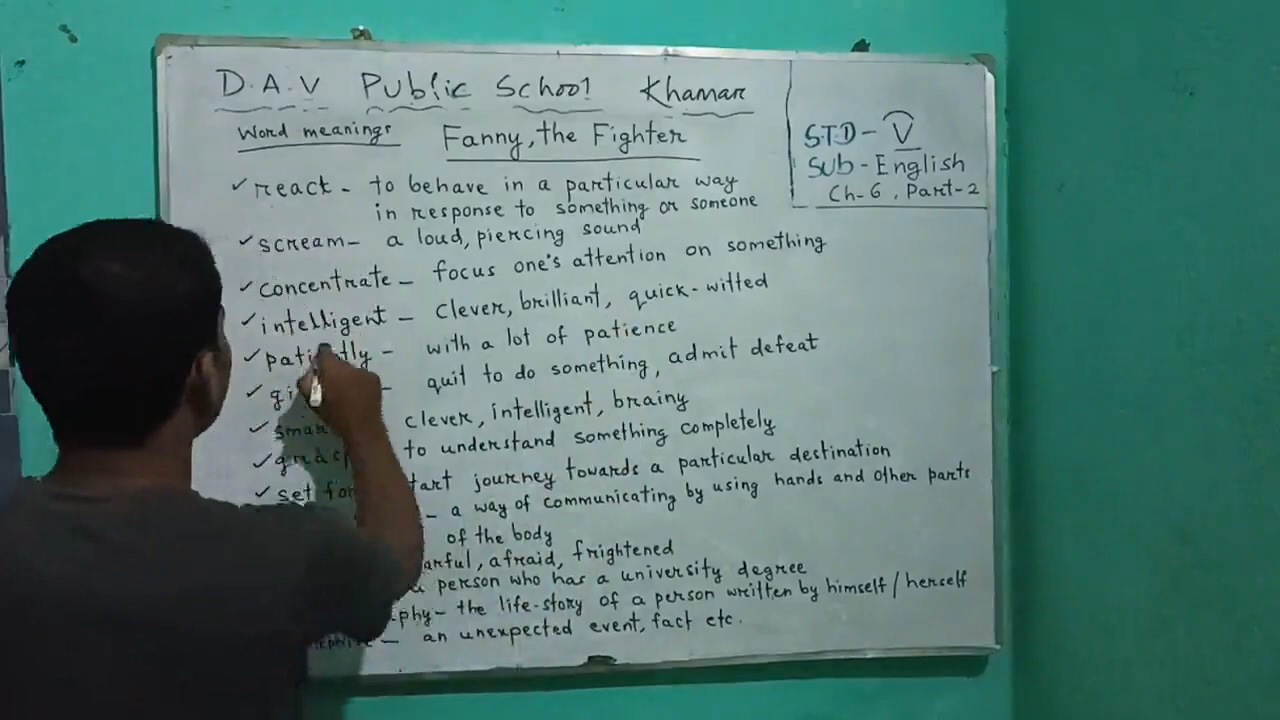 D.A.V Public School Khamar
Word meanings Fanny, the Fighter
STD - V
Sub - English
Ch-6, Part-2
✓ react - to behave in a particular way
in response to something or someone
✓ scream - a loud, piercing sound
✓ concentrate - focus one's attention on something
✓ intelligent - clever, brilliant, quick-witted
✓ patiently - with a lot of patience
✓ - quit to do something, admit defeat
✓ clever, intelligent, brainy
✓ to understand something completely
✓ set journey towards a particular destination
- a way of communicating by using hands and other parts
of the body
afraid, frightened
person who has a university degree
- the life-story of a person written by himself/herself
- an unexpected event, fact etc.